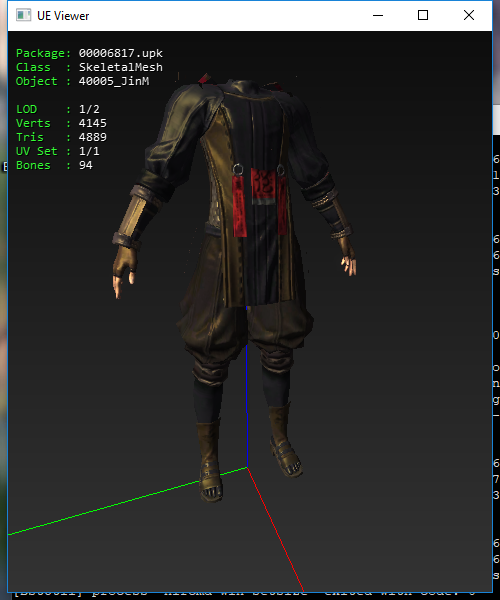 UE Viewer
Package: 00006817.upk
Class : SkeletalMesh
Object : 40005_JinM
LOD : 1/2
Verts : 4145
Tris : 4889
UV Set : 1/1
Bones : 94